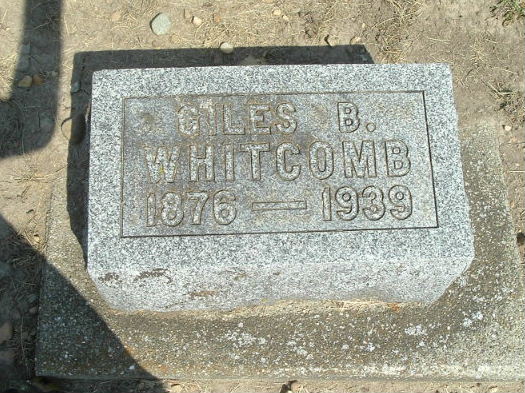 GILES B.
WHITCOMB
1876 — 1939